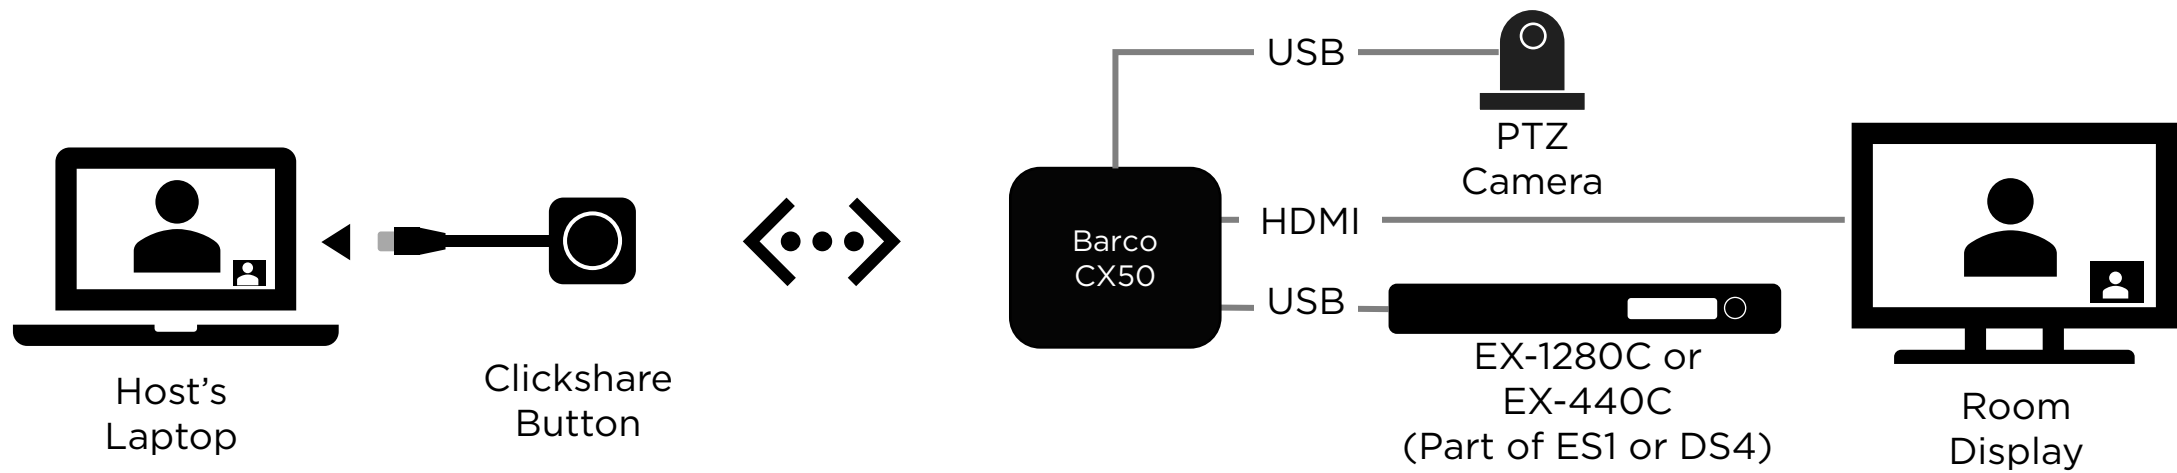 Host's
Laptop
Clickshare
Button
Barco
CX50
USB
PTZ
Camera
HDMI
USB
EX-1280C or
EX-440C
(Part of ES1 or DS4)
Room
Display